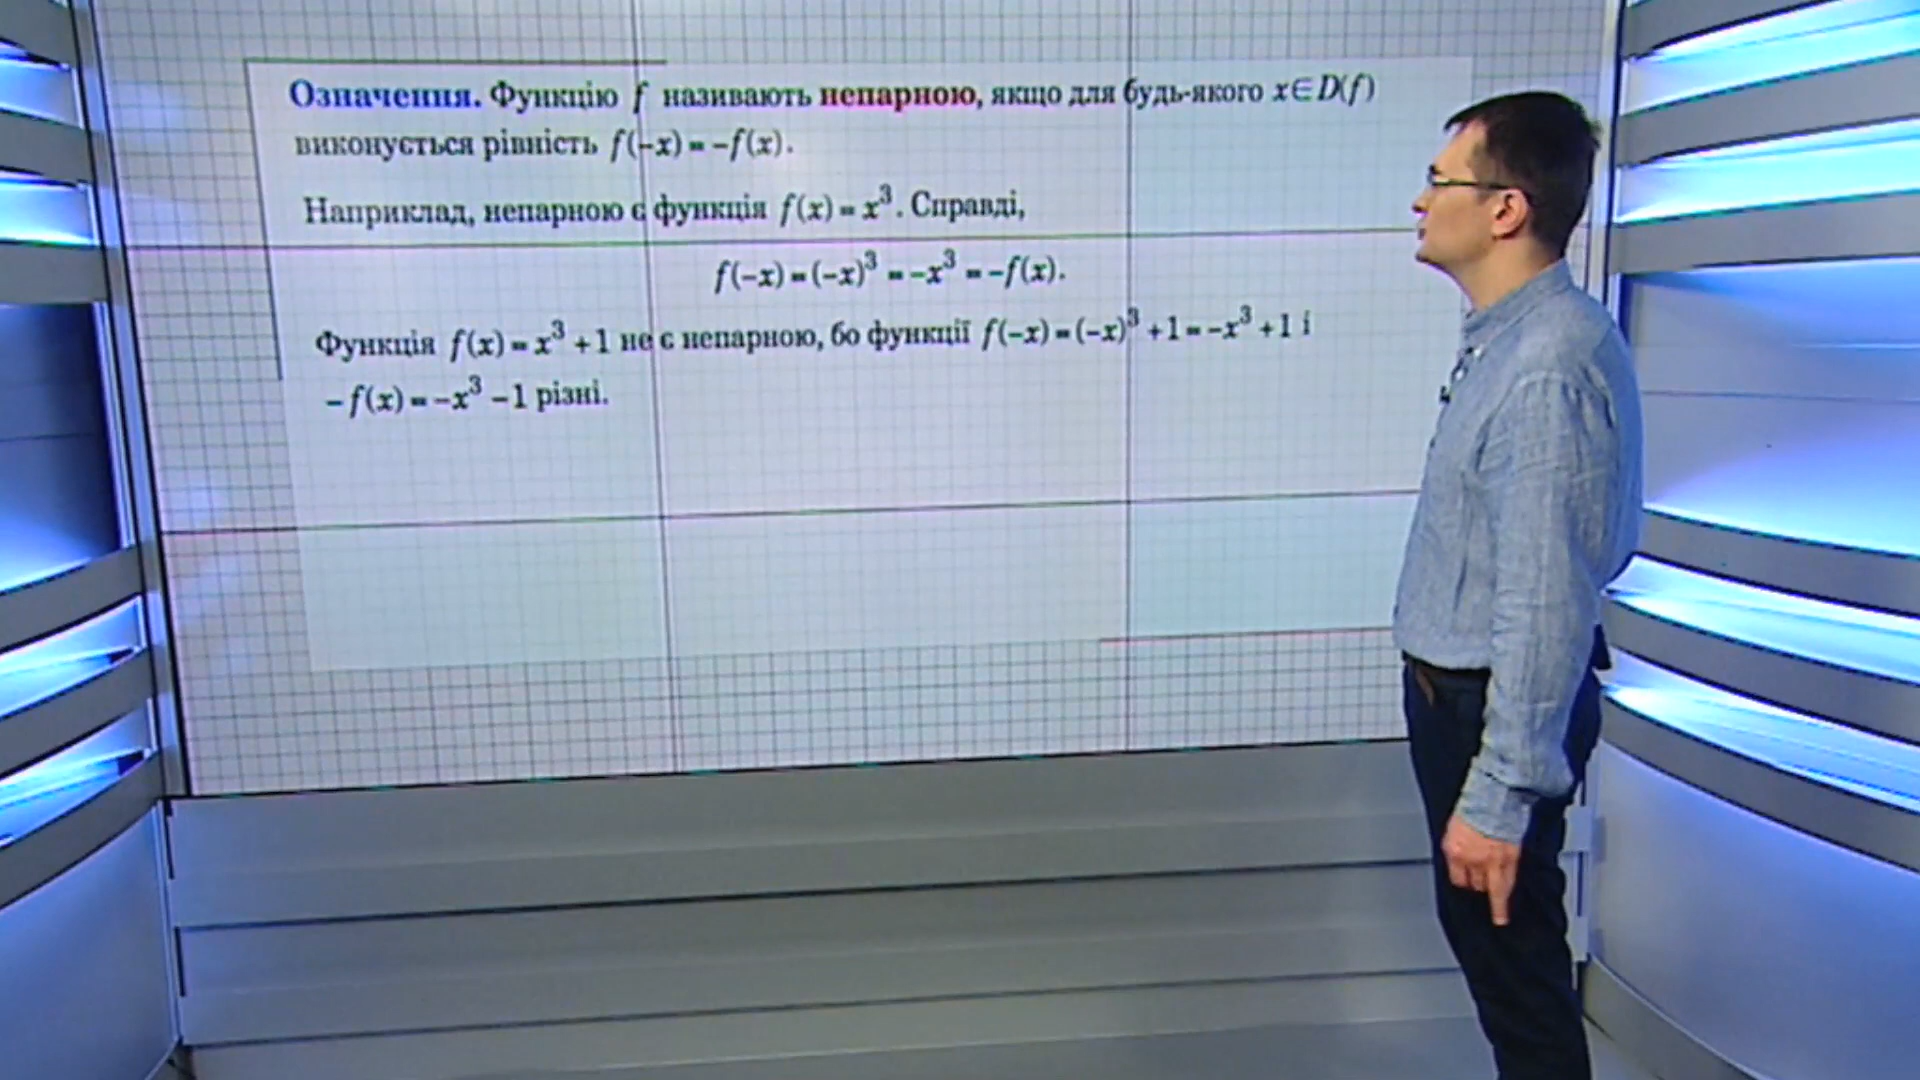 Означення. Функцію f називають непарною, якщо для будь-якого x∈D(f)
виконується рівність f(-x) = -f(x).
Наприклад, непарною є функція f(x) = x³. Справді,
f(-x) = (-x)³ = -x³ = -f(x).
Функція f(x) = x³ + 1 не є непарною, бо функції f(-x) = (-x)³ + 1 = -x³ + 1 і
- f(x) = -x³ - 1 різні.